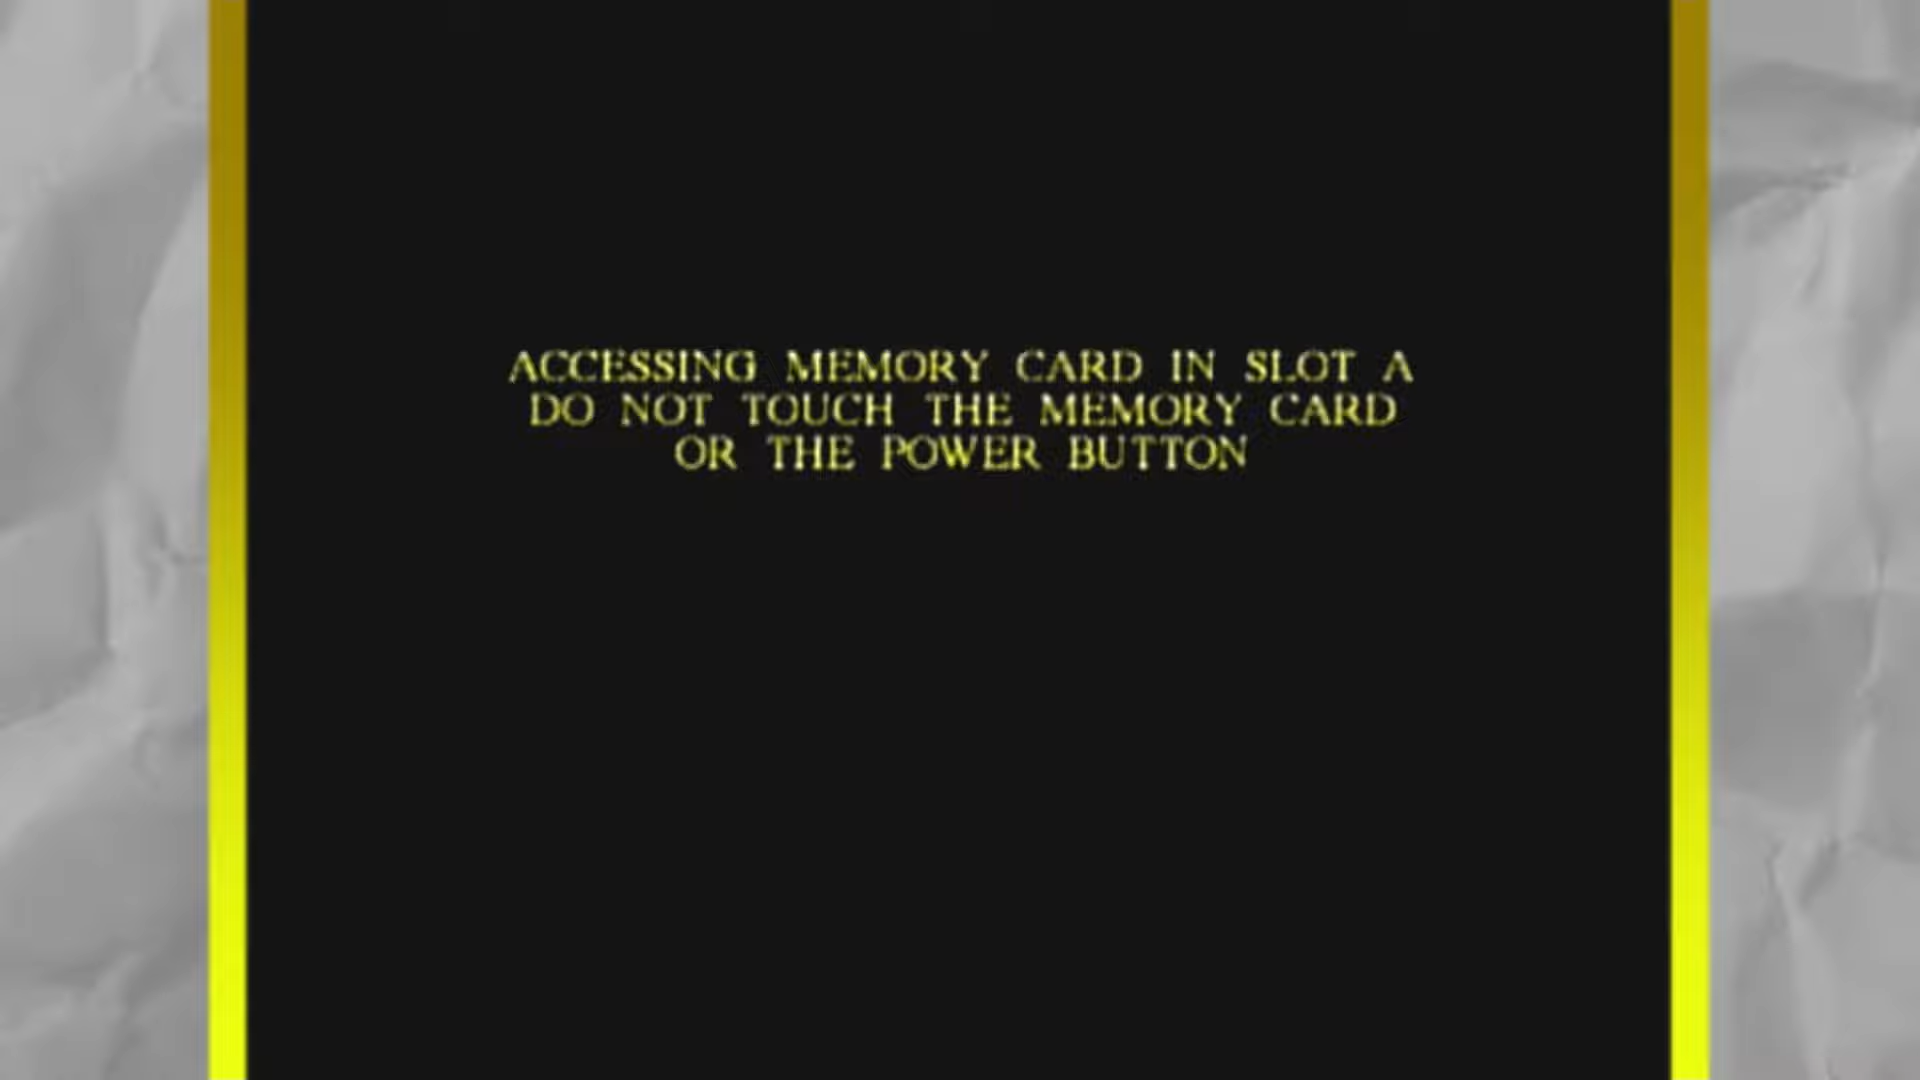 ACCESSING MEMORY CARD IN SLOT A
DO NOT TOUCH THE MEMORY CARD
OR THE POWER BUTTON